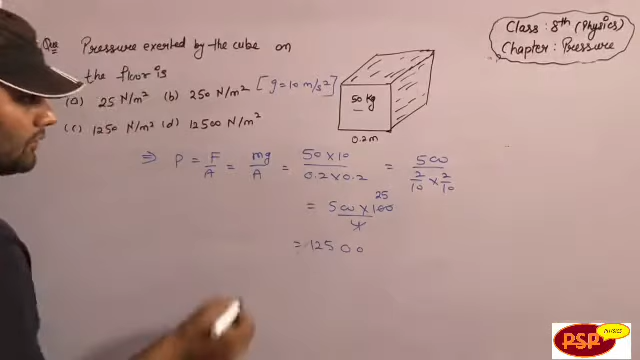 Class : 8th (Physics)
Chapter : Pressure
Que Pressure exerted by the cube on
the floor is
(a) 25 N/m² (b) 250 N/m² [g=10 m/s²]
(c) 1250 N/m² (d) 12500 N/m²
50 kg
0.2m
⇒ P = F/A = mg/A = 50×10/0.2×0.2 = 500/2/10 × 2/10
= 500×100/4 25
= 12500
PHYSICS
PSP